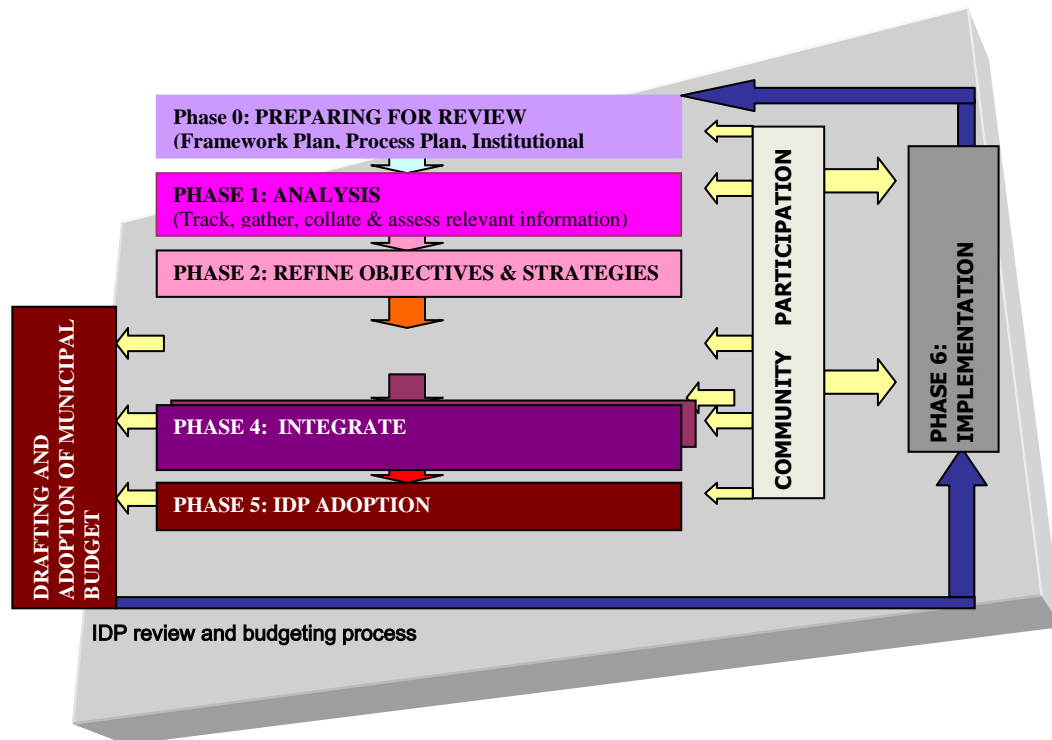 Phase 0: PREPARING FOR REVIEW
(Framework Plan, Process Plan, Institutional
PHASE 1: ANALYSIS
(Track, gather, collate & assess relevant information)
PHASE 2: REFINE OBJECTIVES & STRATEGIES
PHASE 4: INTEGRATE
PHASE 5: IDP ADOPTION
DRAFTING AND
ADOPTION OF MUNICIPAL
BUDGET
COMMUNITY PARTICIPATION
PHASE 6:
IMPLEMENTATION
IDP review and budgeting process